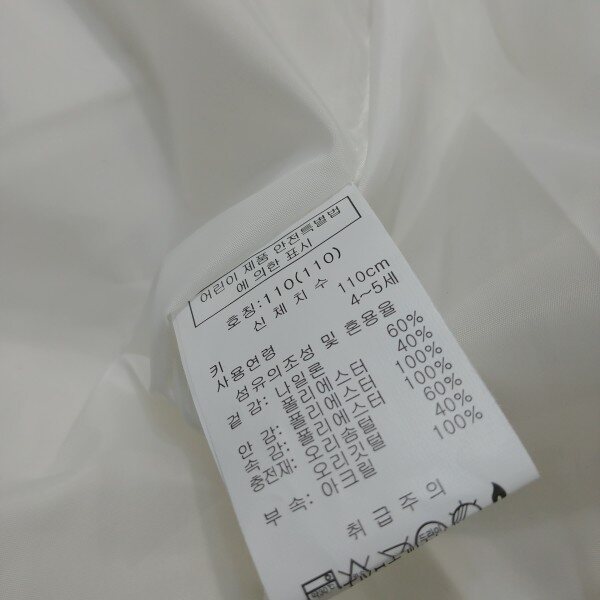 어린이 제품 안전특별법
에 의한 표시
호칭:110(110)
신 체 치 수
키 110cm
사용연령 4~5세
섬유의조성 및 혼용율
겉 감: 나일론 60%
폴리에스터 40%
안 감: 폴리에스터 100%
속 감: 폴리에스터 100%
충전재: 오리솜털 60%
오리깃털 40%
부 속: 아크릴 100%
취 급 주 의